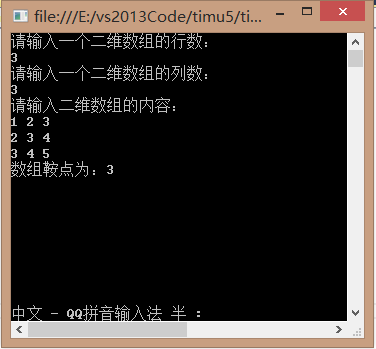 file:///E:/vs2013Code/timu5/ti...
请输入一个二维数组的行数：
3
请输入一个二维数组的列数：
3
请输入二维数组的内容：
1 2 3
2 3 4
3 4 5
数组鞍点为：3
中文 - QQ拼音输入法 半 ：